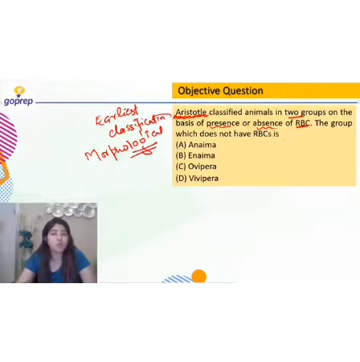 goprep
Objective Question
Earliest
classification
Morphological
Aristotle classified animals in two groups on the
basis of presence or absence of RBC. The group
which does not have RBCs is
(A) Anaima
(B) Enaima
(C) Ovipera
(D) Vivipera